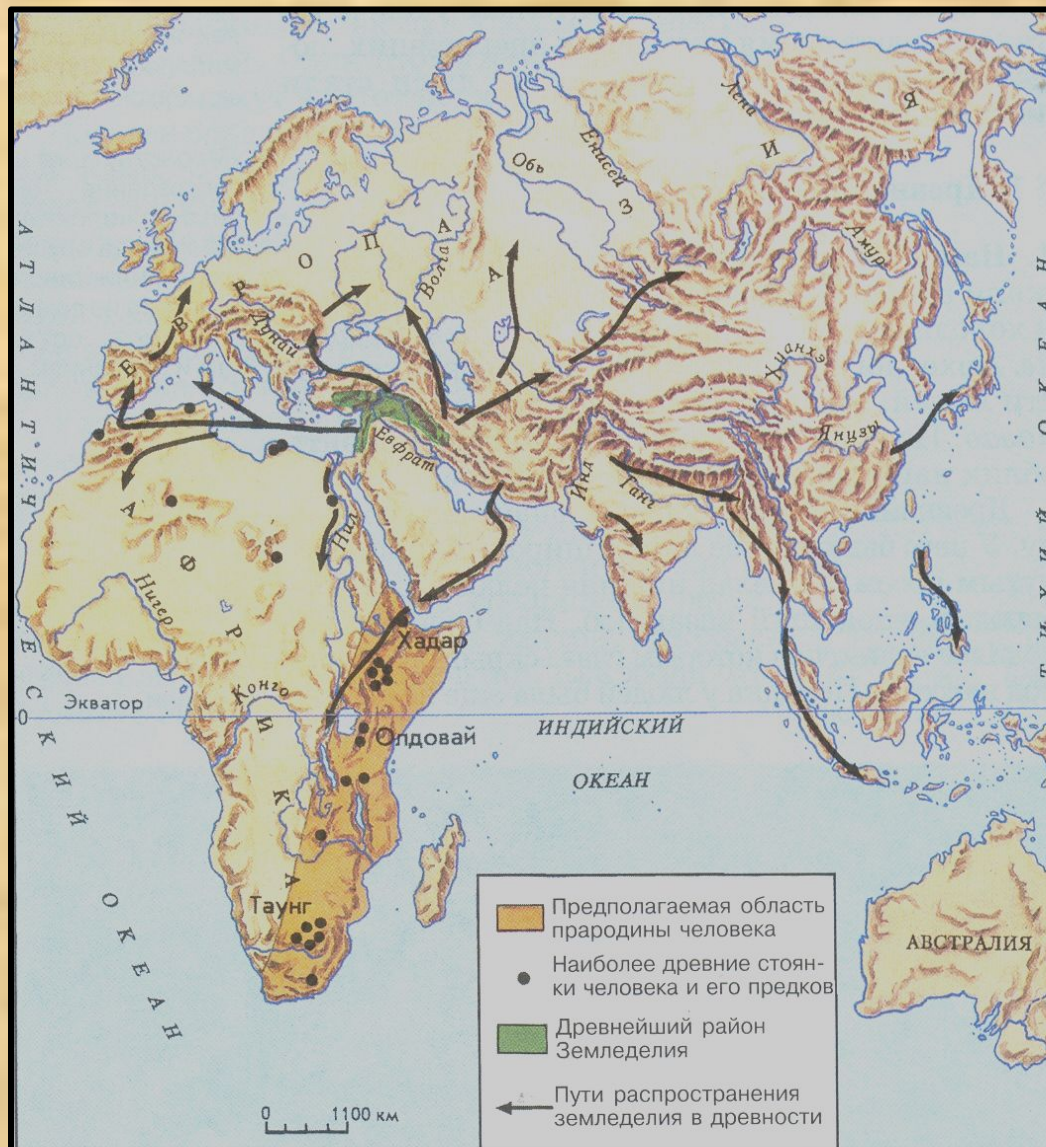 АТЛАНТИЧЕСКИЙ ОКЕАН
ТИХИЙ ОКЕАН
ЕВРОПА
АЗИЯ
Лена
Енисей
Обь
Амур
Волга
Дунай
Хуанхэ
Янцзы
Евфрат
Инд
Ганг
Нил
АФРИКА
Нигер
Хадар
Конго
Экватор
0
Олдовай
ИНДИЙСКИЙ
ОКЕАН
Таунг
АВСТРАЛИЯ
Предполагаемая область
прародины человека
Наиболее древние стоян-
ки человека и его предков
Древнейший район
Земледелия
Пути распространения
земледелия в древности
0 1100 км